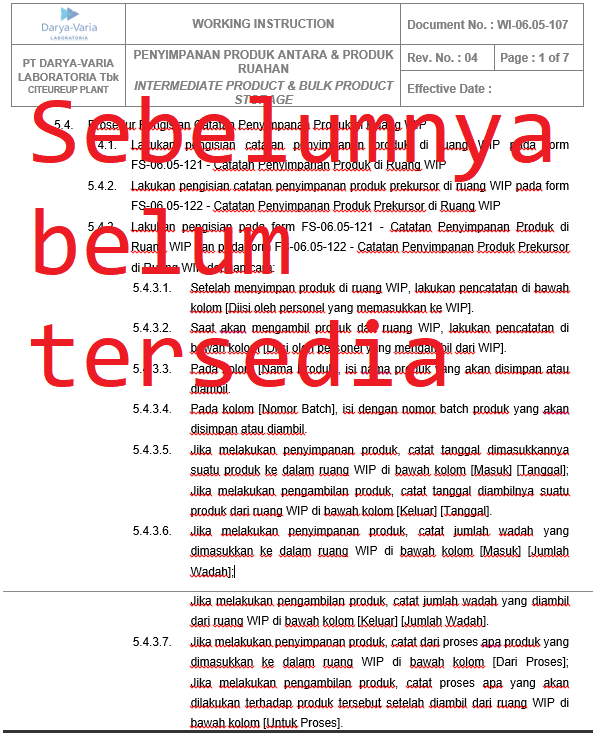 Darya-Varia
LABORATORIA
PT DARYA-VARIA
LABORATORIA Tbk
CITEUREUP PLANT
WORKING INSTRUCTION
PENYIMPANAN PRODUK ANTARA & PRODUK
RUAHAN
INTERMEDIATE PRODUCT & BULK PRODUCT
STORAGE
Document No. : WI-06.05-107
Rev. No. : 04
Page : 1 of 7
Effective Date :
Sebelumnya
belum
tersedia
5.4. Prosedur Pengisian Catatan Penyimpanan Produk di Ruang WIP
5.4.1. Lakukan pengisian catatan penyimpanan produk di ruang WIP pada form
FS-06.05-121 - Catatan Penyimpanan Produk di Ruang WIP
5.4.2. Lakukan pengisian catatan penyimpanan produk prekursor di ruang WIP pada form
FS-06.05-122 - Catatan Penyimpanan Produk Prekursor di Ruang WIP
5.4.3. Lakukan pengisian pada form FS-06.05-121 - Catatan Penyimpanan Produk di
Ruang WIP dan pada form FS-06.05-122 - Catatan Penyimpanan Produk Prekursor
di Ruang WIP dengan cara:
5.4.3.1. Setelah menyimpan produk di ruang WIP, lakukan pencatatan di bawah
kolom [Diisi oleh personel yang memasukkan ke WIP].
5.4.3.2. Saat akan mengambil produk dari ruang WIP, lakukan pencatatan di
bawah kolom [Diisi oleh personel yang mengambil dari WIP].
5.4.3.3. Pada kolom [Nama Produk], isi nama produk yang akan disimpan atau
diambil.
5.4.3.4. Pada kolom [Nomor Batch], isi dengan nomor batch produk yang akan
disimpan atau diambil.
5.4.3.5. Jika melakukan penyimpanan produk, catat tanggal dimasukkannya
suatu produk ke dalam ruang WIP di bawah kolom [Masuk] [Tanggal];
Jika melakukan pengambilan produk, catat tanggal diambilnya suatu
produk dari ruang WIP di bawah kolom [Keluar] [Tanggal].
5.4.3.6. Jika melakukan penyimpanan produk, catat jumlah wadah yang
dimasukkan ke dalam ruang WIP di bawah kolom [Masuk] [Jumlah
Wadah];
Jika melakukan pengambilan produk, catat jumlah wadah yang diambil
dari ruang WIP di bawah kolom [Keluar] [Jumlah Wadah].
5.4.3.7. Jika melakukan penyimpanan produk, catat dari proses apa produk yang
dimasukkan ke dalam ruang WIP di bawah kolom [Dari Proses];
Jika melakukan pengambilan produk, catat proses apa yang akan
dilakukan terhadap produk tersebut setelah diambil dari ruang WIP di
bawah kolom [Untuk Proses].